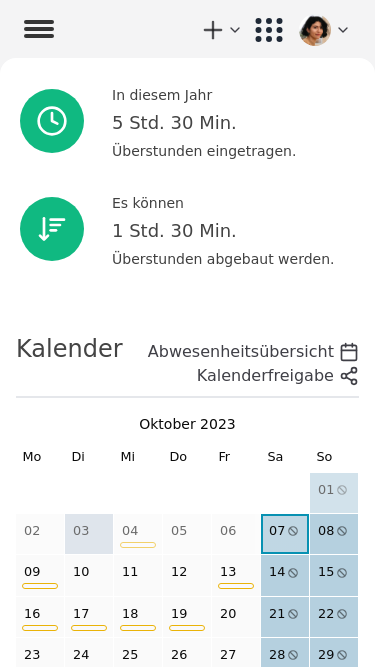 In diesem Jahr
5 Std. 30 Min.
Überstunden eingetragen.
Es können
1 Std. 30 Min.
Überstunden abgebaut werden.
Kalender
Abwesenheitsübersicht
Kalenderfreigabe
Oktober 2023
Mo Di Mi Do Fr Sa So
01
02 03 04 05 06 07 08
09 10 11 12 13 14 15
16 17 18 19 20 21 22
23 24 25 26 27 28 29